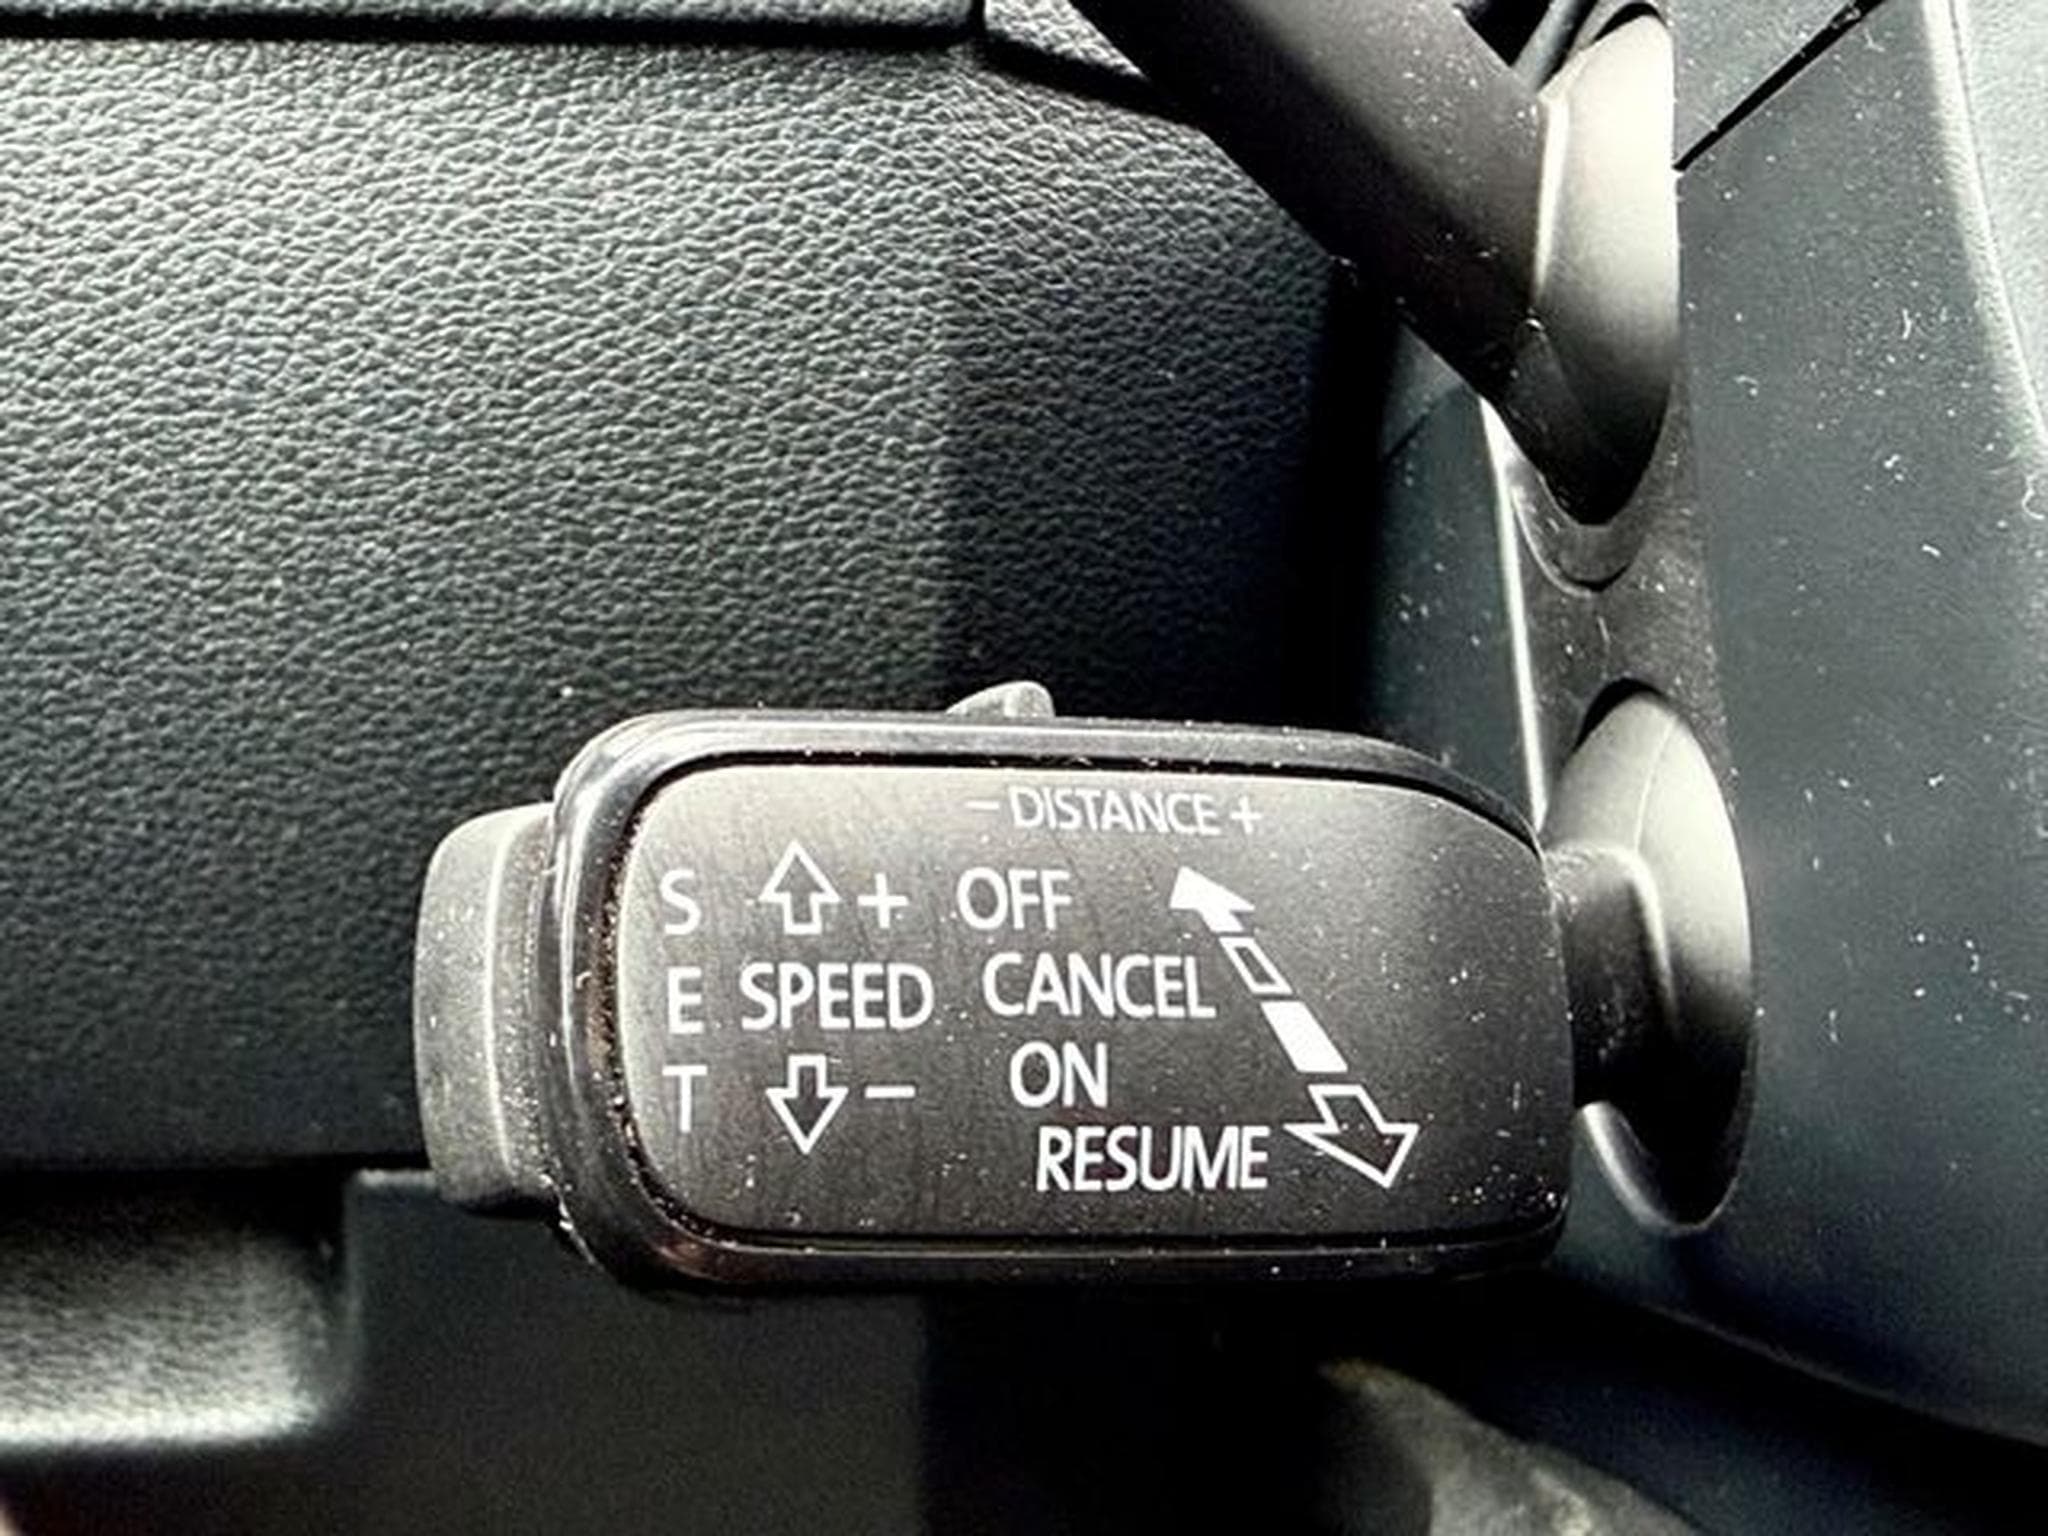 – DISTANCE +
S + OFF
E SPEED CANCEL
T – ON
RESUME